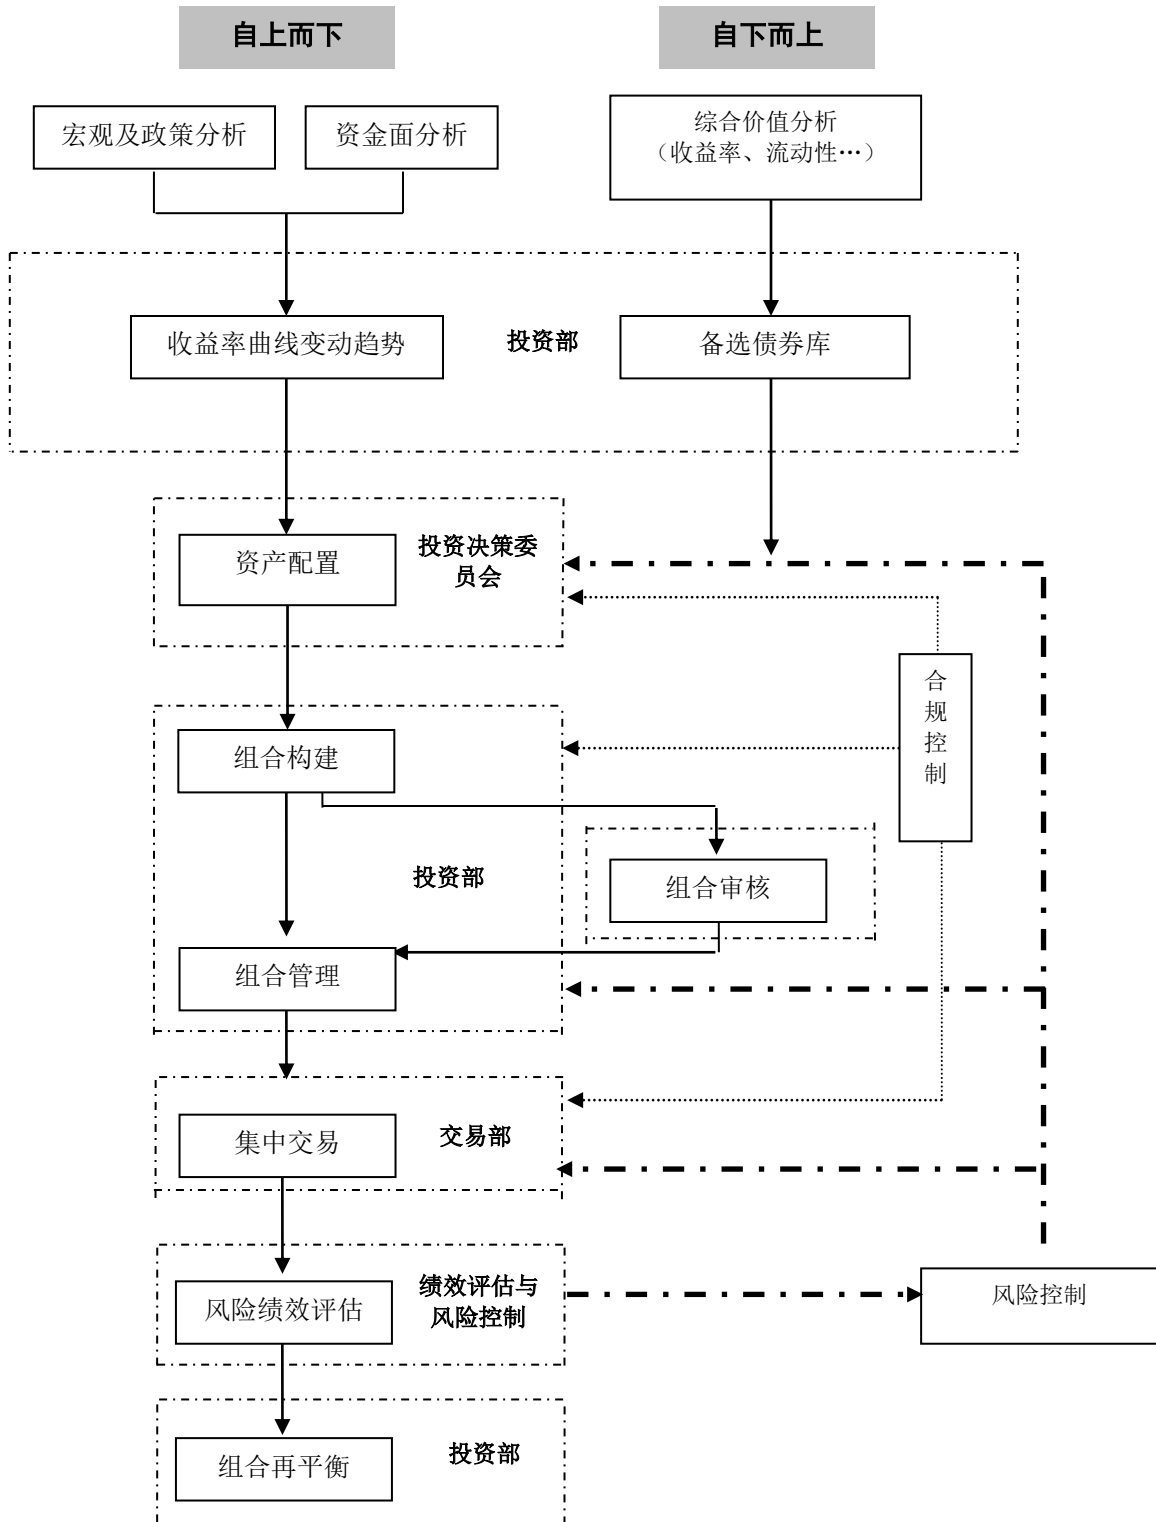 自上而下
自下而上
宏观及政策分析
资金面分析
综合价值分析
（收益率、流动性…）
收益率曲线变动趋势
投资部
备选债券库
资产配置
投资决策委
员会
合
规
控
制
组合构建
投资部
组合审核
组合管理
集中交易
交易部
风险绩效评估
绩效评估与
风险控制
风险控制
组合再平衡
投资部